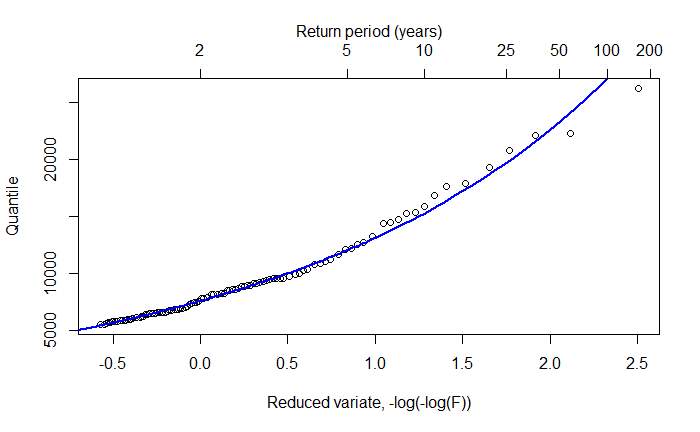 Return period (years)
2 5 10 25 50 100 200
Quantile
5000 10000 20000
-0.5 0.0 0.5 1.0 1.5 2.0 2.5
Reduced variate, -log(-log(F))